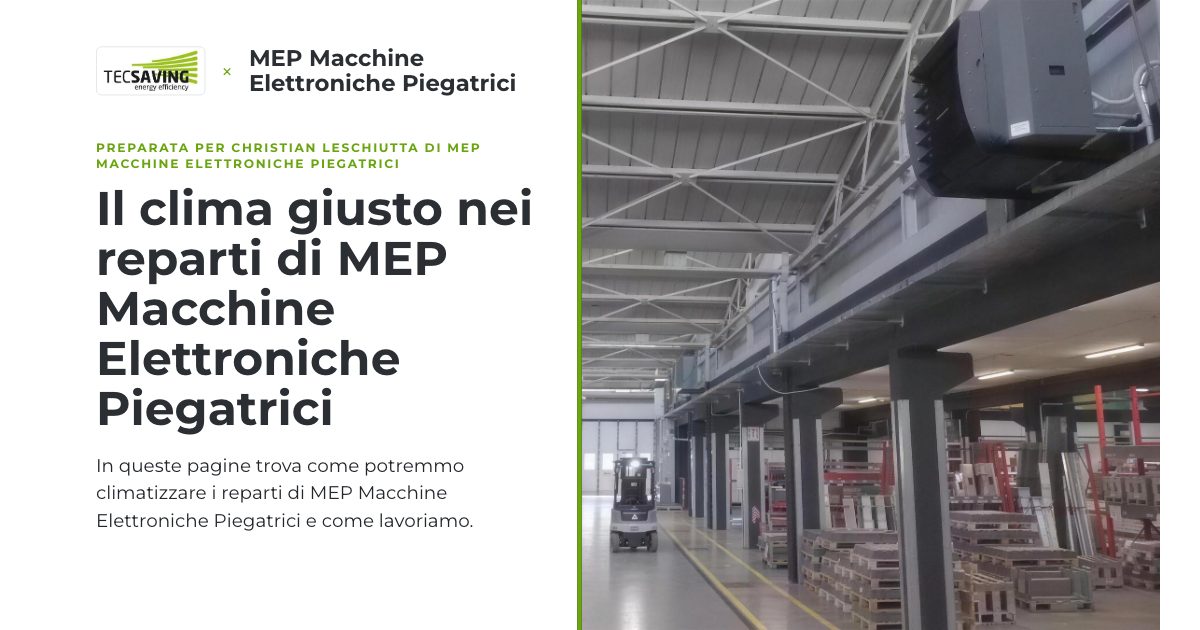 TECSAVING
energy efficiency
×
MEP Macchine
Elettroniche Piegatrici
PREPARATA PER CHRISTIAN LESCHIUTTA DI MEP
MACCHINE ELETTRONICHE PIEGATRICI
Il clima giusto nei
reparti di MEP
Macchine
Elettroniche
Piegatrici
In queste pagine trova come potremmo
climatizzare i reparti di MEP Macchine
Elettroniche Piegatrici e come lavoriamo.